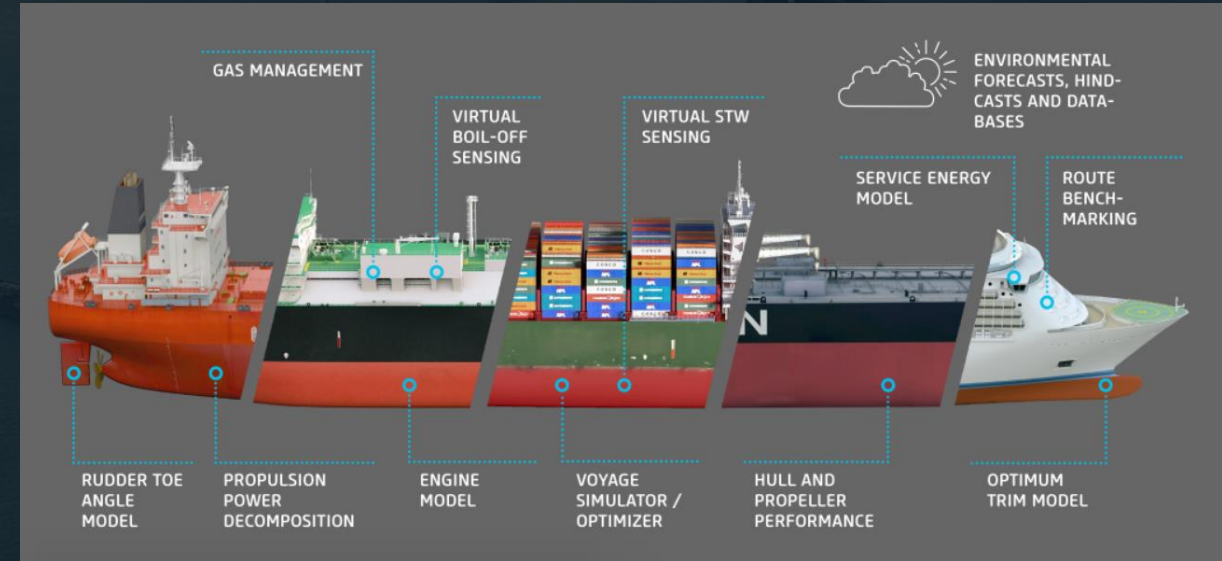 GAS MANAGEMENT
VIRTUAL
BOIL-OFF
SENSING
VIRTUAL STW
SENSING
ENVIRONMENTAL
FORECASTS, HIND-
CASTS AND DATA-
BASES
SERVICE ENERGY
MODEL
ROUTE
BENCH-
MARKING
N
RUDDER TOE
ANGLE
MODEL
PROPULSION
POWER
DECOMPOSITION
ENGINE
MODEL
VOYAGE
SIMULATOR /
OPTIMIZER
HULL AND
PROPELLER
PERFORMANCE
OPTIMUM
TRIM MODEL